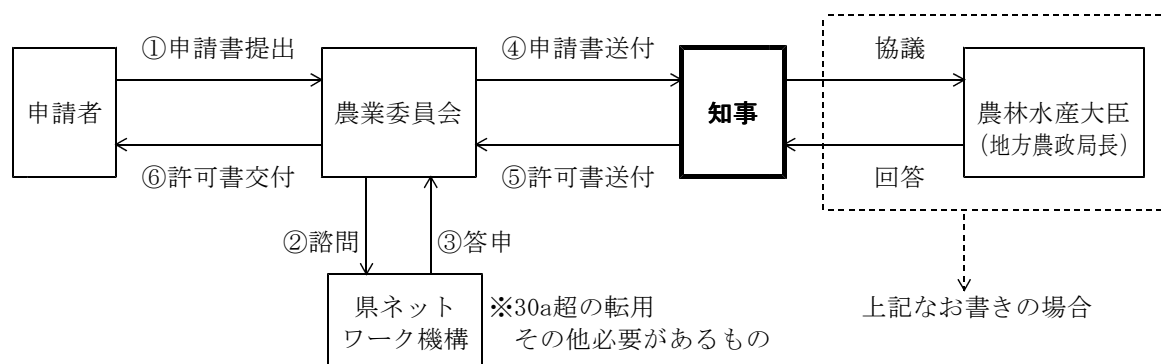 ①申請書提出
④申請書送付
協議
申請者
農業委員会
知事
農林水産大臣
（地方農政局長）
⑥許可書交付
⑤許可書送付
回答
②諮問
③答申
県ネット
ワーク機構
※30a超の転用
その他必要があるもの
上記なお書きの場合